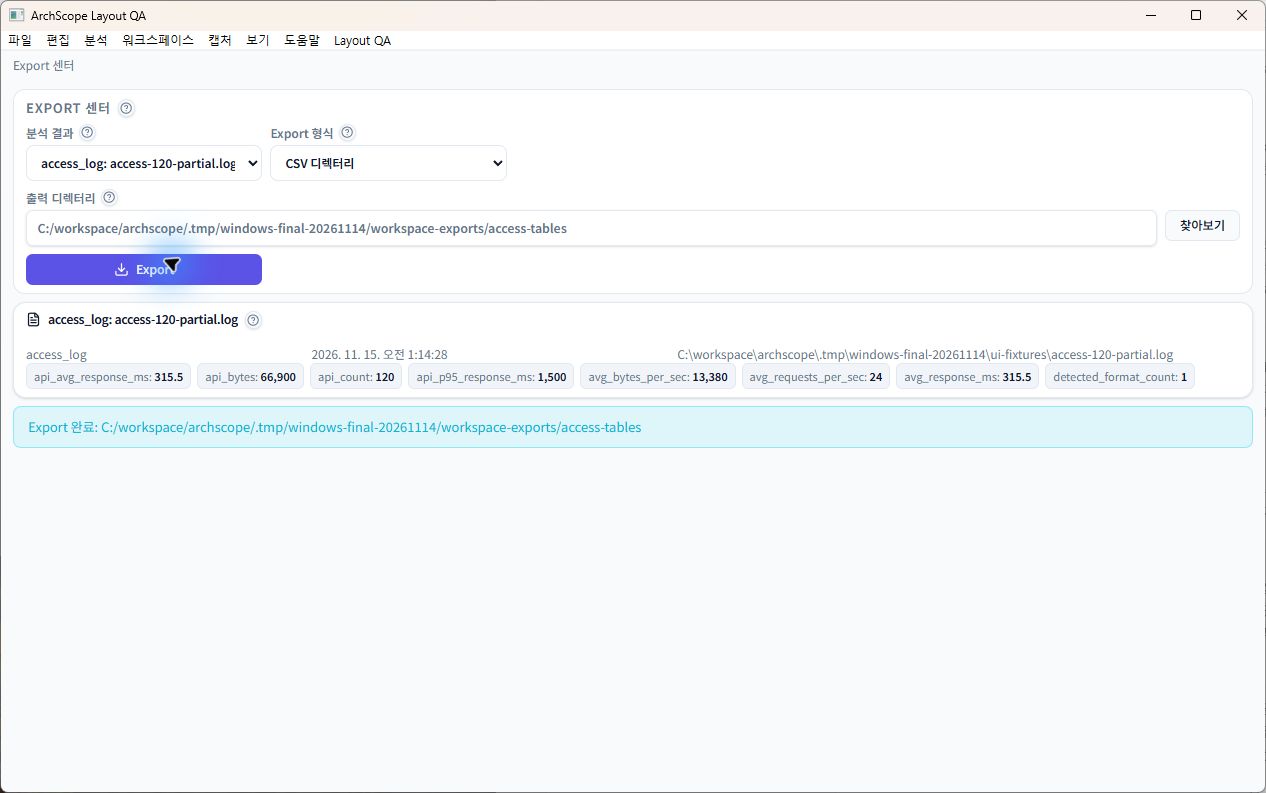 ArchScope Layout QA
파일 편집 분석 워크스페이스 캡처 보기 도움말 Layout QA
Export 센터
EXPORT 센터
분석 결과 Export 형식
access_log: access-120-partial.log CSV 디렉터리
출력 디렉터리
C:/workspace/archscope/.tmp/windows-final-20261114/workspace-exports/access-tables 찾아보기
Export
access_log: access-120-partial.log
access_log 2026. 11. 15. 오전 1:14:28 C:\workspace\archscope\.tmp\windows-final-20261114\ui-fixtures\access-120-partial.log
api_avg_response_ms: 315.5 api_bytes: 66,900 api_count: 120 api_p95_response_ms: 1,500 avg_bytes_per_sec: 13,380 avg_requests_per_sec: 24 avg_response_ms: 315.5 detected_format_count: 1
Export 완료: C:/workspace/archscope/.tmp/windows-final-20261114/workspace-exports/access-tables